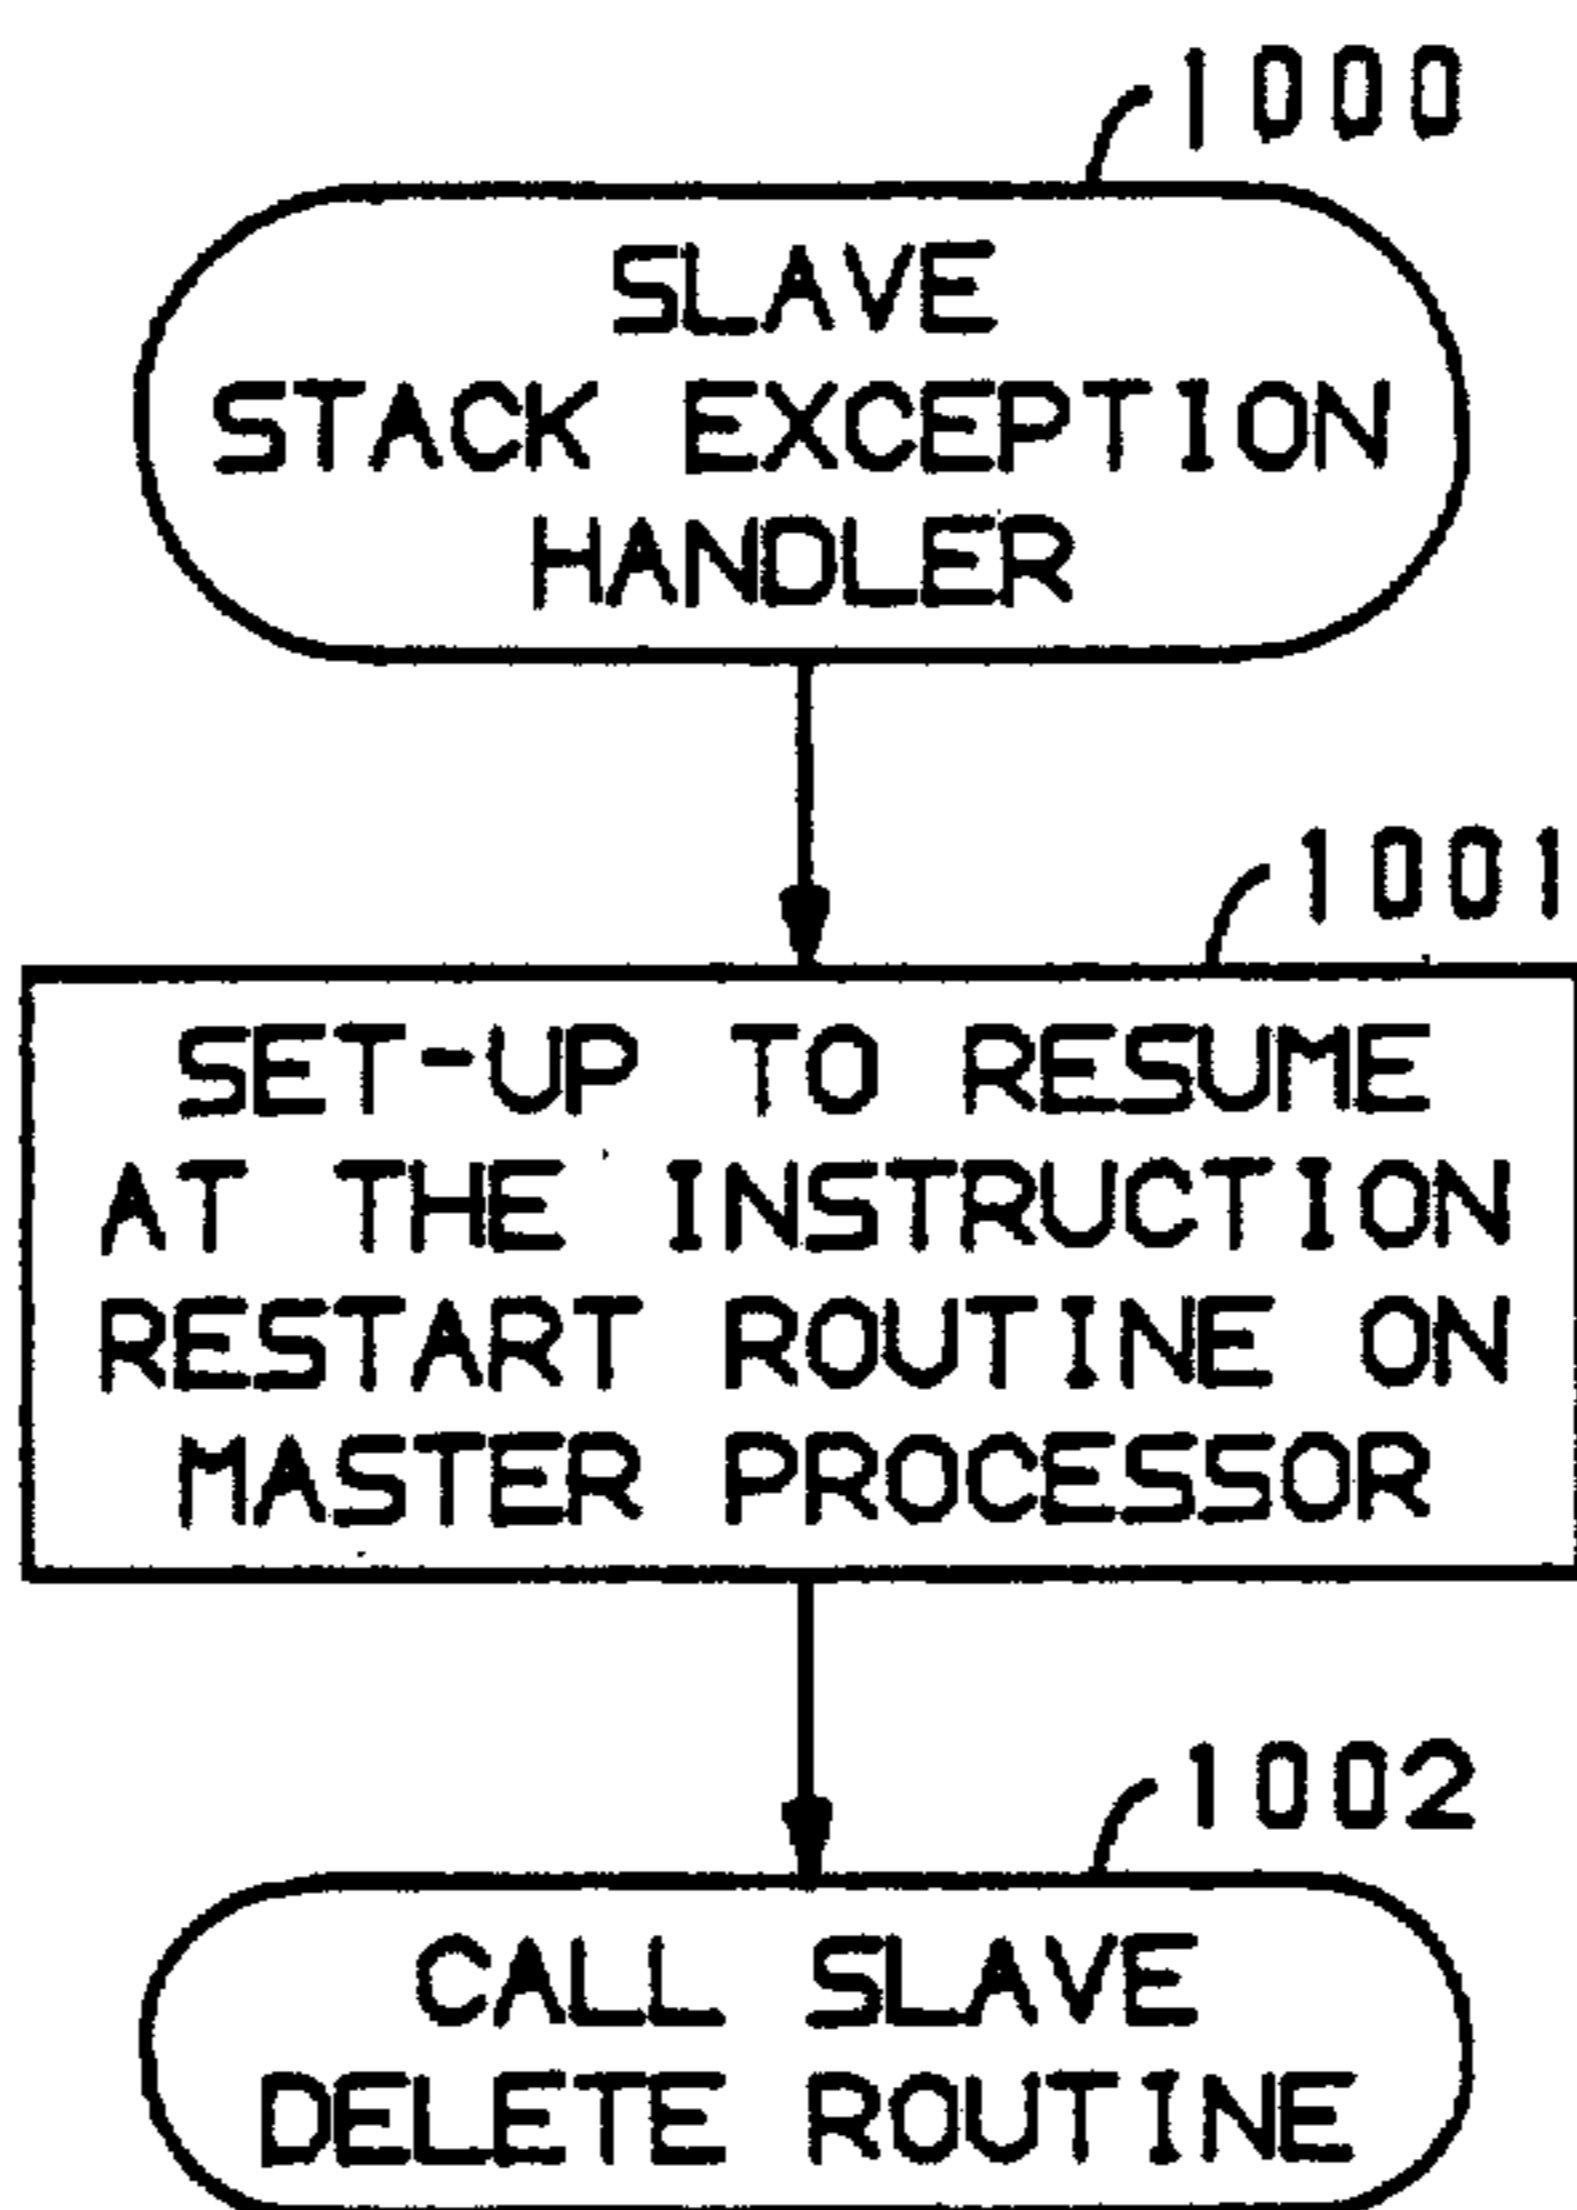 1000
SLAVE
STACK EXCEPTION
HANDLER
1001
SET-UP TO RESUME
AT THE INSTRUCTION
RESTART ROUTINE ON
MASTER PROCESSOR
1002
CALL SLAVE
DELETE ROUTINE